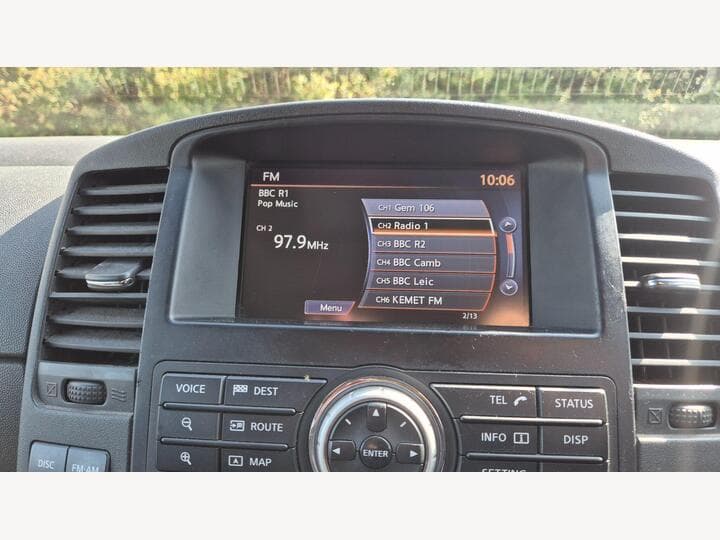 FM
10:06
BBC R1
Pop Music
CH 2
97.9MHz
CH1 Gem 106
CH2 Radio 1
CH3 BBC R2
CH4 BBC Camb
CH5 BBC Leic
CH6 KEMET FM
Menu
2/13
VOICE
DEST
TEL
STATUS
ROUTE
INFO
DISP
MAP
ENTER
SETTING
DISC
FM·AM